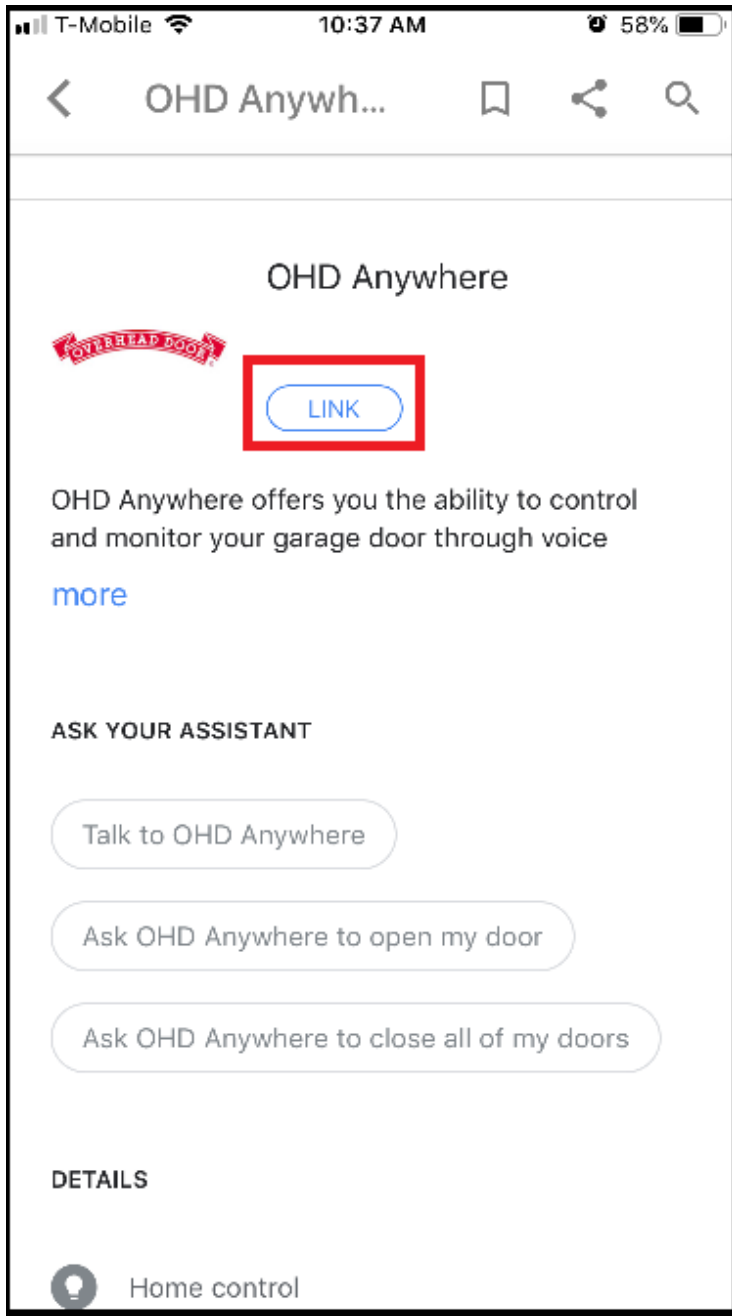 T-Mobile 10:37 AM 58%
OHD Anywh...
OHD Anywhere
OVERHEAD DOOR
LINK
OHD Anywhere offers you the ability to control
and monitor your garage door through voice
more
ASK YOUR ASSISTANT
Talk to OHD Anywhere
Ask OHD Anywhere to open my door
Ask OHD Anywhere to close all of my doors
DETAILS
Home control